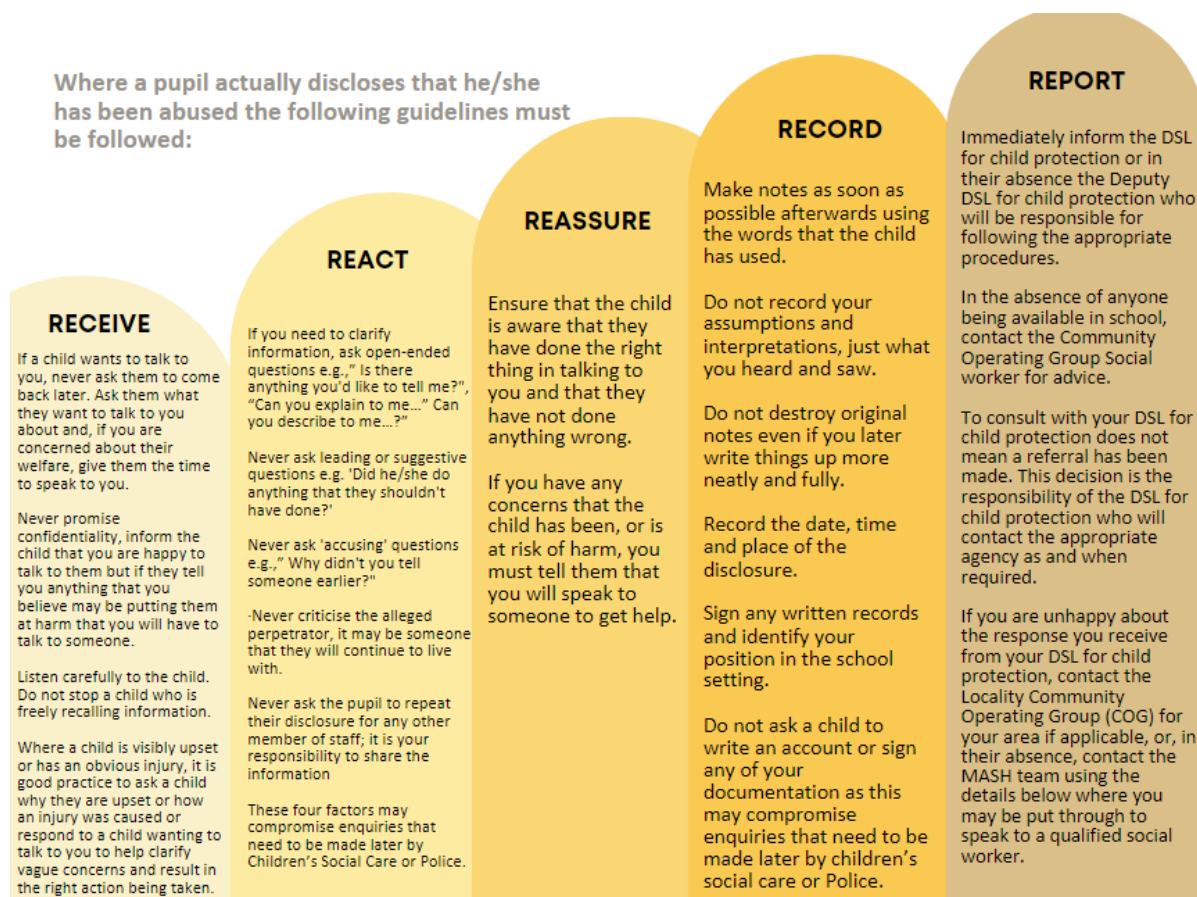 Where a pupil actually discloses that he/she
has been abused the following guidelines must
be followed:
RECEIVE
If a child wants to talk to
you, never ask them to come
back later. Ask them what
they want to talk to you
about and, if you are
concerned about their
welfare, give them the time
to speak to you.
Never promise
confidentiality, inform the
child that you are happy to
talk to them but if they tell
you anything that you
believe may be putting them
at harm that you will have to
talk to someone.
Listen carefully to the child.
Do not stop a child who is
freely recalling information.
Where a child is visibly upset
or has an obvious injury, it is
good practice to ask a child
why they are upset or how
an injury was caused or
respond to a child wanting to
talk to you to help clarify
vague concerns and result in
the right action being taken.
REACT
If you need to clarify
information, ask open-ended
questions e.g.,” Is there
anything you'd like to tell me?",
“Can you explain to me...” Can
you describe to me...?”
Never ask leading or suggestive
questions e.g. 'Did he/she do
anything that they shouldn't
have done?'
Never ask 'accusing' questions
e.g.,” Why didn't you tell
someone earlier?"
-Never criticise the alleged
perpetrator, it may be someone
that they will continue to live
with.
Never ask the pupil to repeat
their disclosure for any other
member of staff; it is your
responsibility to share the
information
These four factors may
compromise enquiries that
need to be made later by
Children’s Social Care or Police.
REASSURE
Ensure that the child
is aware that they
have done the right
thing in talking to
you and that they
have not done
anything wrong.
If you have any
concerns that the
child has been, or is
at risk of harm, you
must tell them that
you will speak to
someone to get help.
RECORD
Make notes as soon as
possible afterwards using
the words that the child
has used.
Do not record your
assumptions and
interpretations, just what
you heard and saw.
Do not destroy original
notes even if you later
write things up more
neatly and fully.
Record the date, time
and place of the
disclosure.
Sign any written records
and identify your
position in the school
setting.
Do not ask a child to
write an account or sign
any of your
documentation as this
may compromise
enquiries that need to be
made later by children’s
social care or Police.
REPORT
Immediately inform the DSL
for child protection or in
their absence the Deputy
DSL for child protection who
will be responsible for
following the appropriate
procedures.
In the absence of anyone
being available in school,
contact the Community
Operating Group Social
worker for advice.
To consult with your DSL for
child protection does not
mean a referral has been
made. This decision is the
responsibility of the DSL for
child protection who will
contact the appropriate
agency as and when
required.
If you are unhappy about
the response you receive
from your DSL for child
protection, contact the
Locality Community
Operating Group (COG) for
your area if applicable, or, in
their absence, contact the
MASH team using the
details below where you
may be put through to
speak to a qualified social
worker.